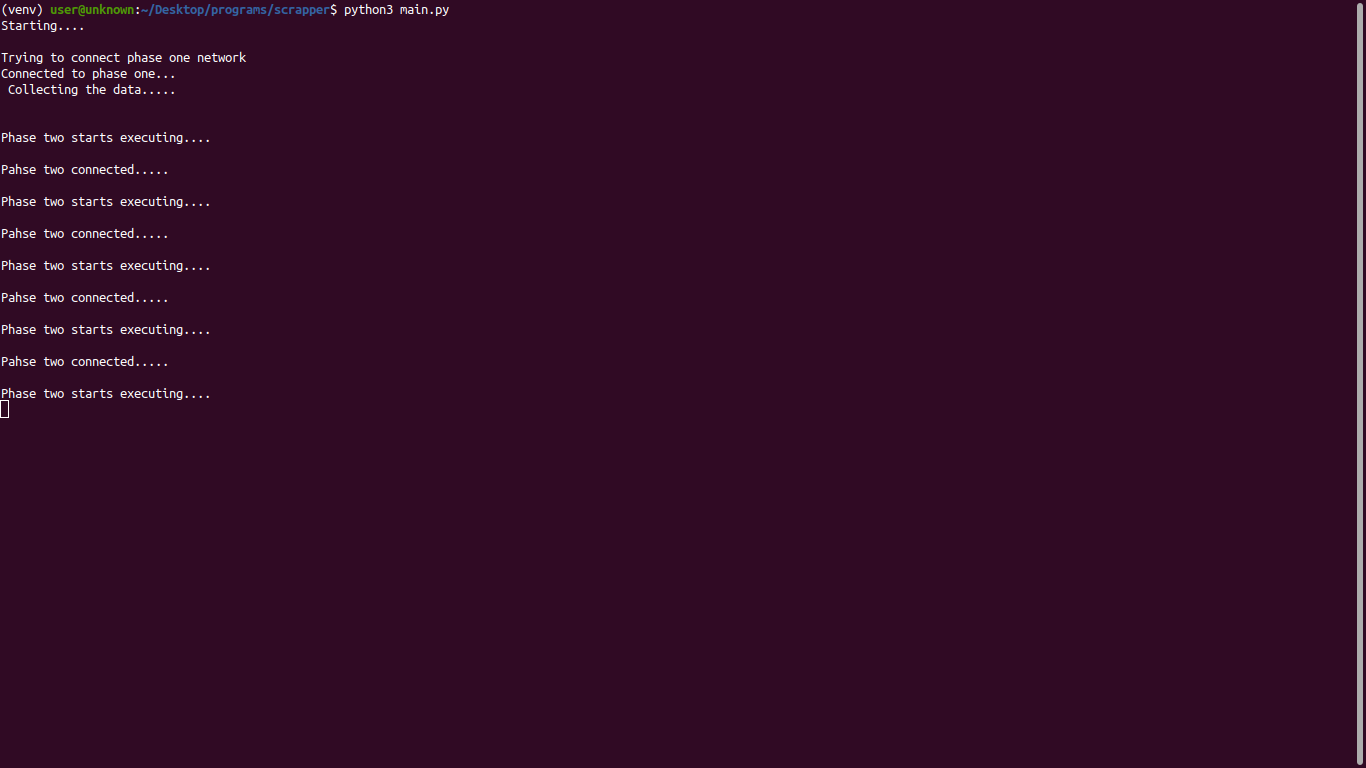 (venv) user@unknown:~/Desktop/programs/scrapper$ python3 main.py
Starting....
Trying to connect phase one network
Connected to phase one...
Collecting the data.....
Phase two starts executing....
Pahse two connected.....
Phase two starts executing....
Pahse two connected.....
Phase two starts executing....
Pahse two connected.....
Phase two starts executing....
Pahse two connected.....
Phase two starts executing....